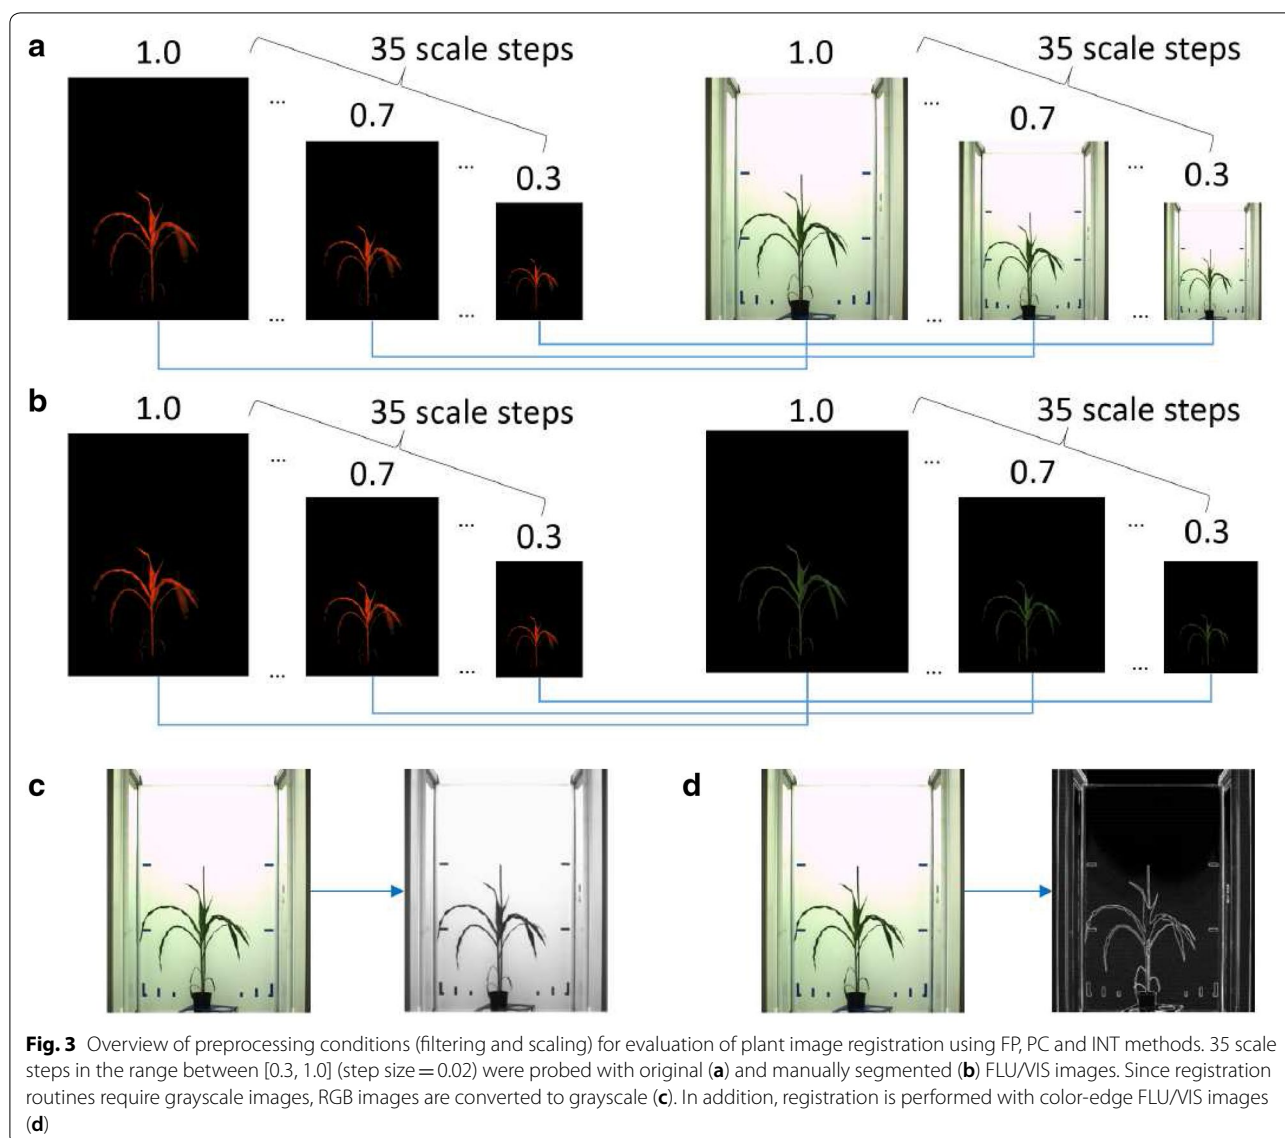 a
1.0
35 scale steps
...
0.7
...
0.3
...
...
1.0
35 scale steps
...
0.7
...
0.3
...
...
b
1.0
35 scale steps
...
0.7
...
0.3
...
...
1.0
35 scale steps
...
0.7
...
0.3
...
...
c
d
Fig. 3 Overview of preprocessing conditions (filtering and scaling) for evaluation of plant image registration using FP, PC and INT methods. 35 scale
steps in the range between [0.3, 1.0] (step size = 0.02) were probed with original (a) and manually segmented (b) FLU/VIS images. Since registration
routines require grayscale images, RGB images are converted to grayscale (c). In addition, registration is performed with color-edge FLU/VIS images
(d)